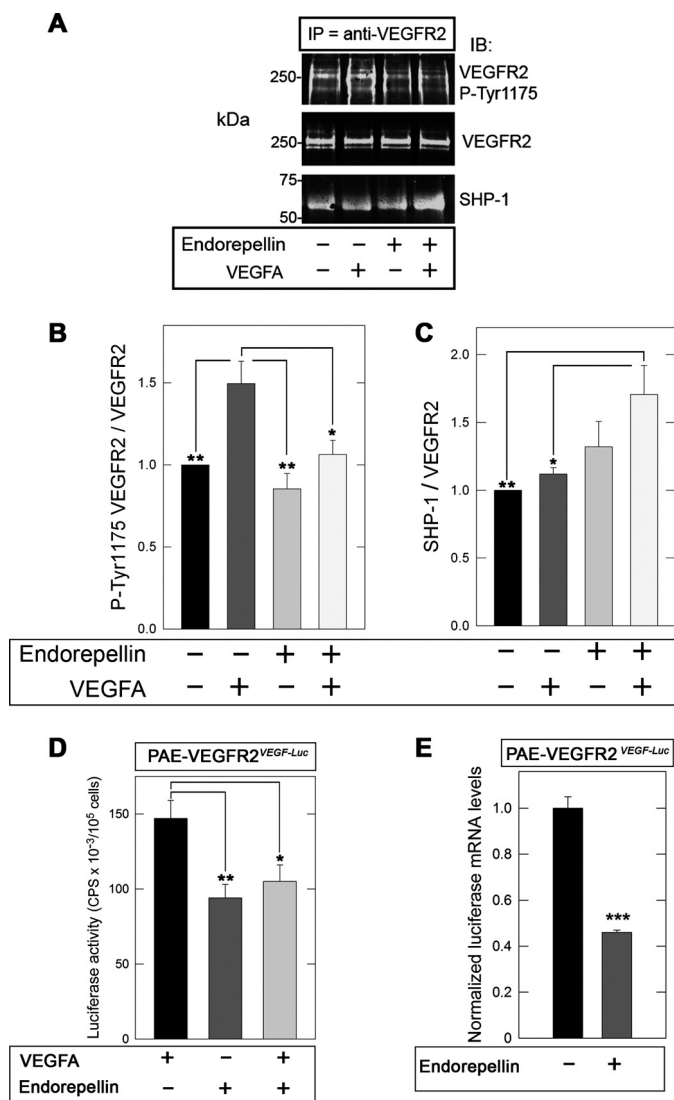 A
IP = anti-VEGFR2
IB:
250-
VEGFR2
P-Tyr1175
kDa
250-
VEGFR2
75
50
SHP-1
Endorepellin − − + +
VEGFA − + − +
B
P-Tyr1175 VEGFR2 / VEGFR2
1.5
1.0
0.5
0.0
**
**
*
C
SHP-1 / VEGFR2
2.0
1.5
1.0
0.5
0.0
**
*
Endorepellin − − + + − − + +
VEGFA − + − + − + − +
D
PAE-VEGFR2VEGF-Luc
Luciferase activity (CPS x 10-3/105 cells)
150
100
50
0
**
*
VEGFA + − +
Endorepellin − + +
E
PAE-VEGFR2 VEGF-Luc
Normalized luciferase mRNA levels
1.0
0.8
0.6
0.4
0.2
0
***
Endorepellin − +